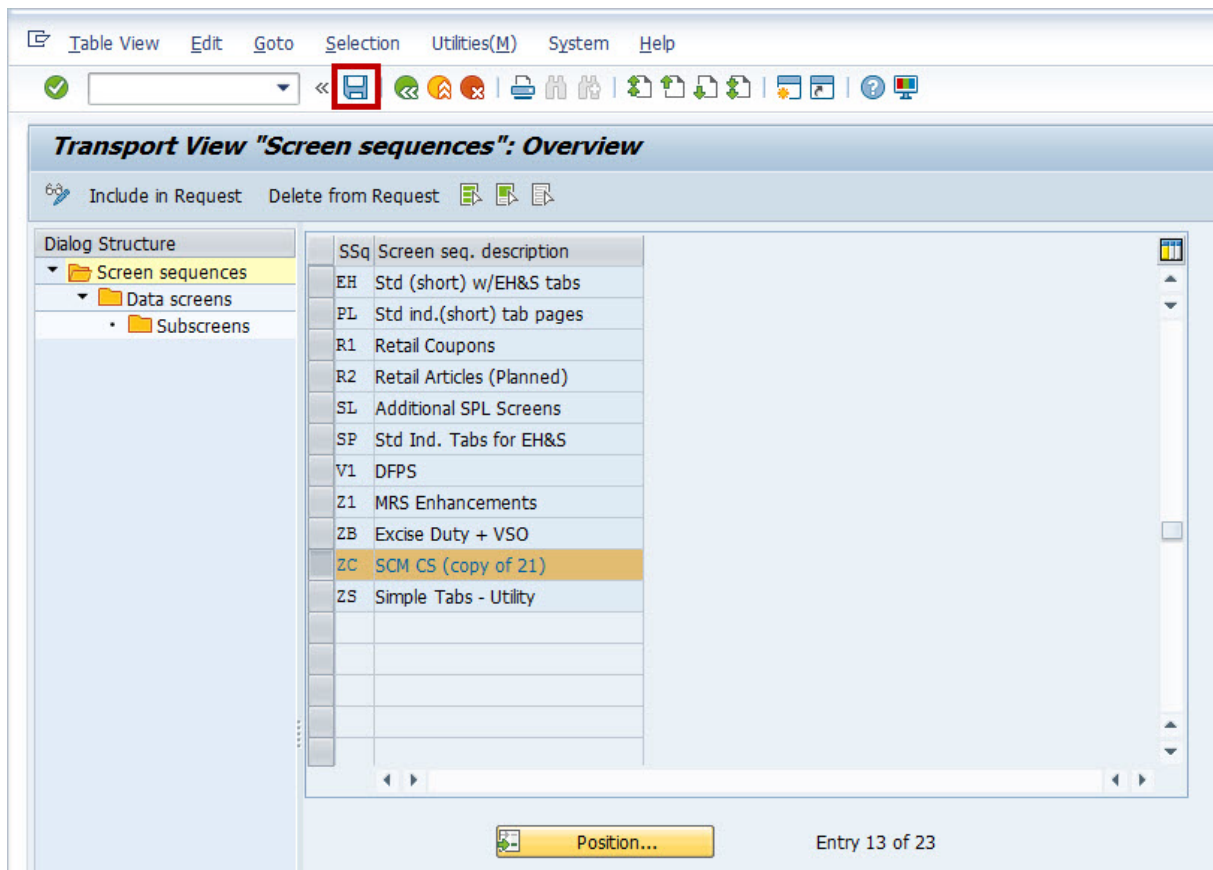 Table View Edit Goto Selection Utilities(M) System Help
Transport View "Screen sequences": Overview
Include in Request Delete from Request
Dialog Structure
Screen sequences
Data screens
Subscreens
SSq Screen seq. description
EH Std (short) w/EH&S tabs
PL Std ind.(short) tab pages
R1 Retail Coupons
R2 Retail Articles (Planned)
SL Additional SPL Screens
SP Std Ind. Tabs for EH&S
V1 DFPS
Z1 MRS Enhancements
ZB Excise Duty + VSO
ZC SCM CS (copy of 21)
ZS Simple Tabs - Utility
Position... Entry 13 of 23